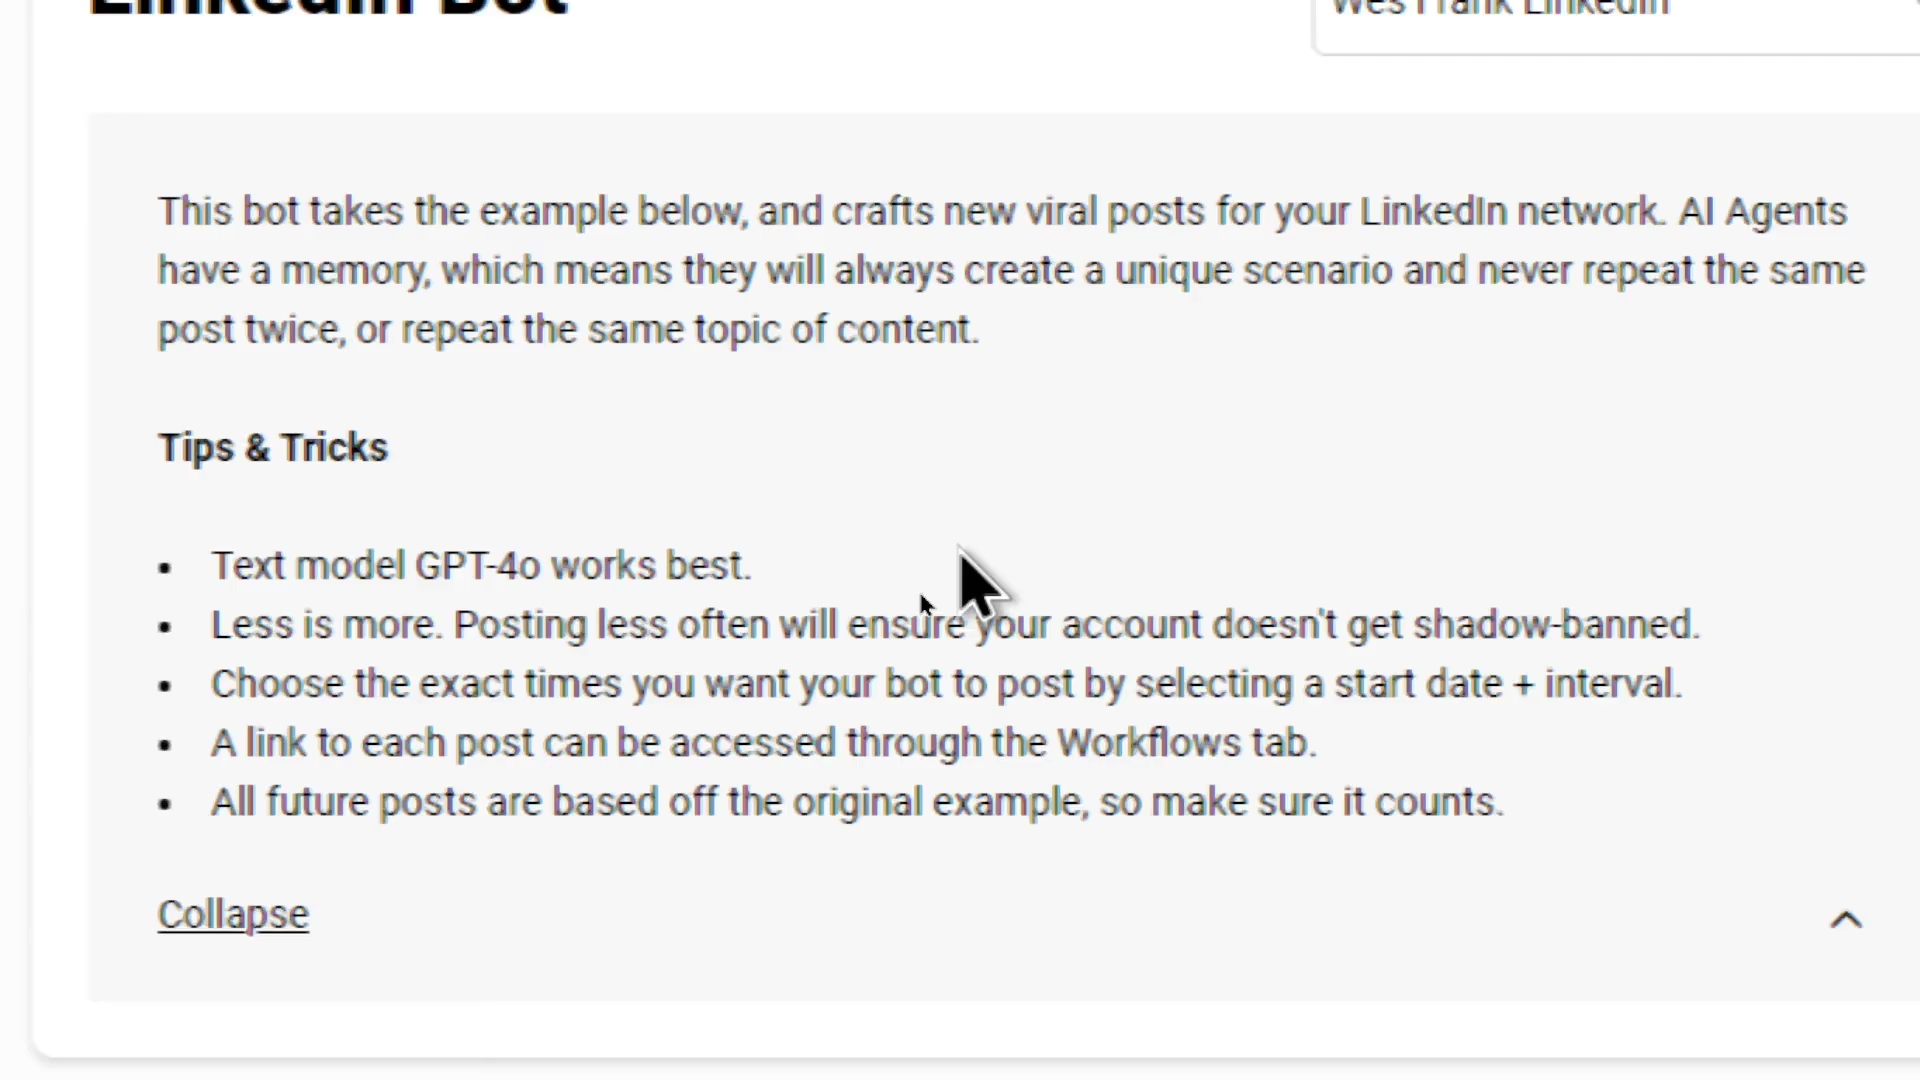 LinkedIn Bot
Wes Frank LinkedIn
This bot takes the example below, and crafts new viral posts for your LinkedIn network. AI Agents
have a memory, which means they will always create a unique scenario and never repeat the same
post twice, or repeat the same topic of content.
Tips & Tricks
• Text model GPT-4o works best.
• Less is more. Posting less often will ensure your account doesn't get shadow-banned.
• Choose the exact times you want your bot to post by selecting a start date + interval.
• A link to each post can be accessed through the Workflows tab.
• All future posts are based off the original example, so make sure it counts.
Collapse